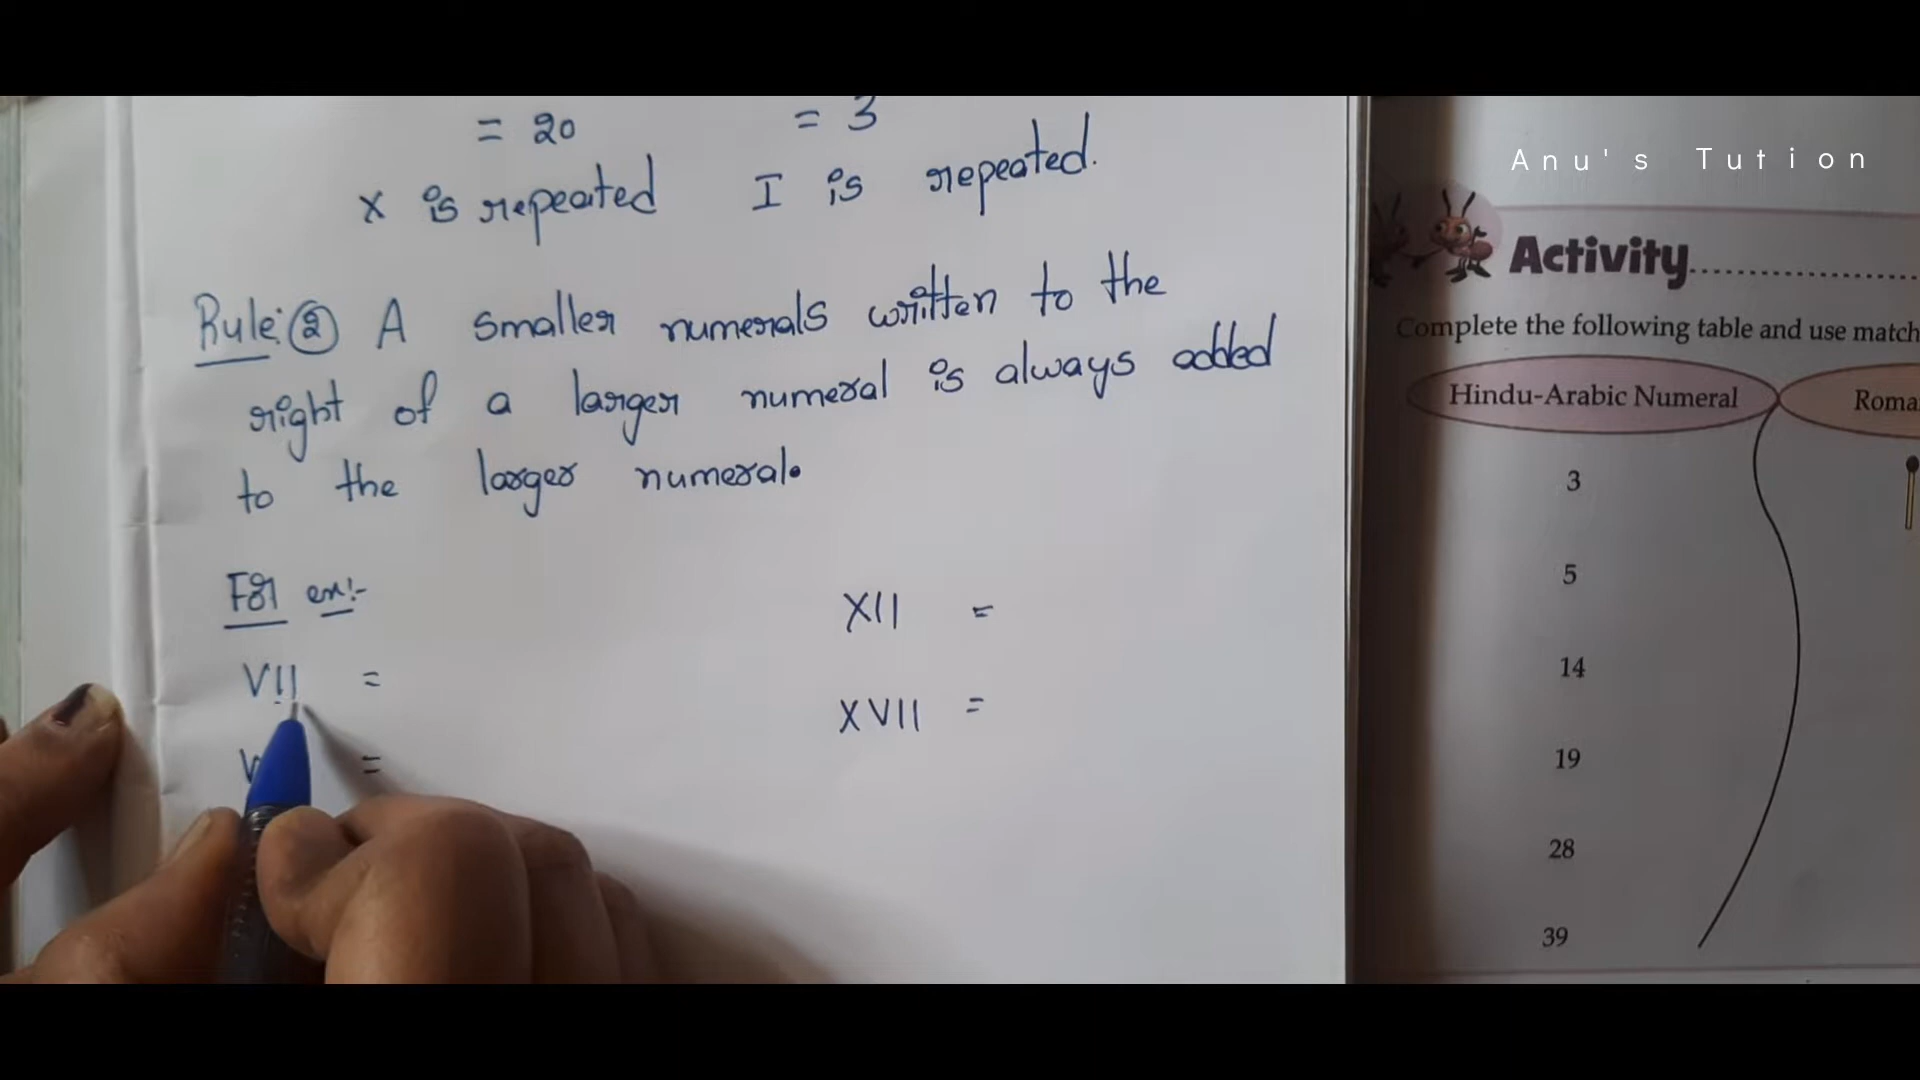 = 20 = 3
X is repeated I is repeated.
Rule: 2 A smaller numerals written to the
right of a larger numeral is always added
to the larger numeral.
For ex:-
VII =
XII =
=
XVII =
Anu's Tution
Activity..............
Complete the following table and use match
Hindu-Arabic Numeral
3
5
14
19
28
39